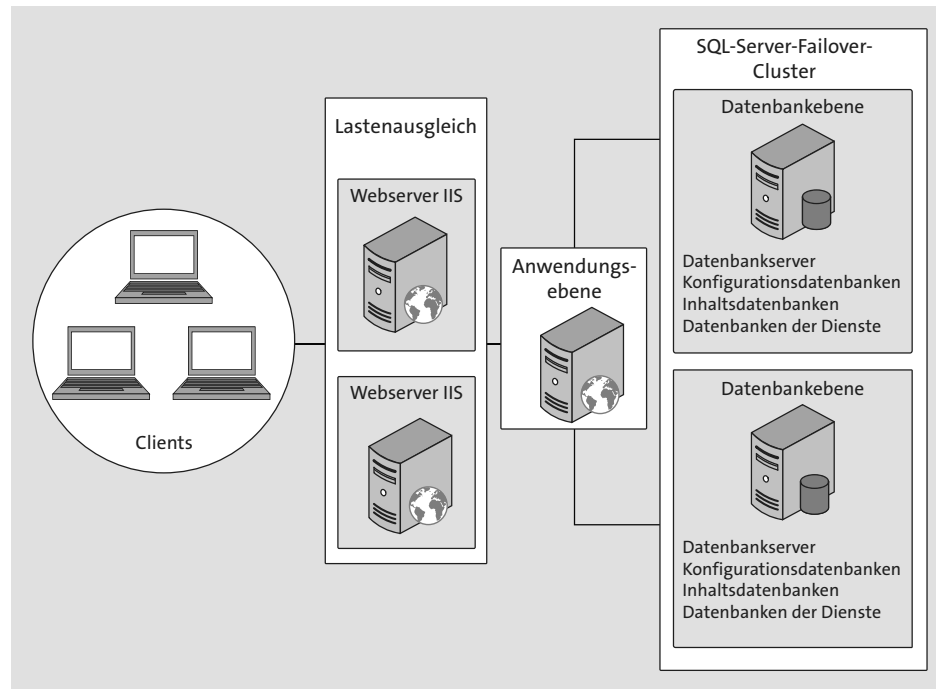 Clients
Lastenausgleich
Webserver IIS
Webserver IIS
Anwendungs-
ebene
SQL-Server-Failover-
Cluster
Datenbankebene
Datenbankserver
Konfigurationsdatenbanken
Inhaltsdatenbanken
Datenbanken der Dienste
Datenbankebene
Datenbankserver
Konfigurationsdatenbanken
Inhaltsdatenbanken
Datenbanken der Dienste